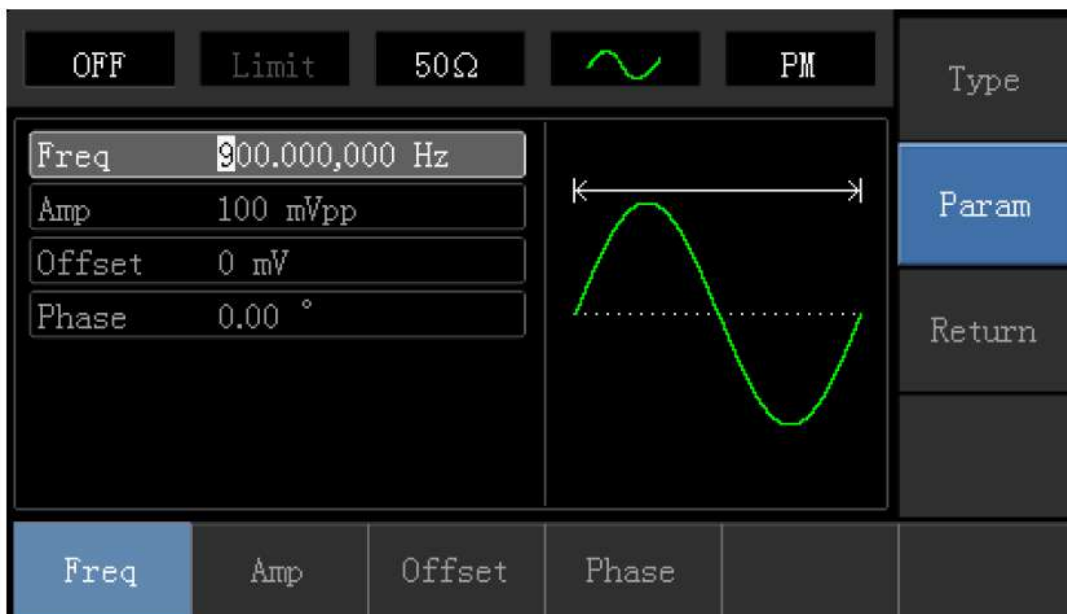 OFF Limit 50Ω PM
Type
Freq 900.000,000 Hz
Amp 100 mVpp
Param
Offset 0 mV
Phase 0.00 °
Return
Freq Amp Offset Phase